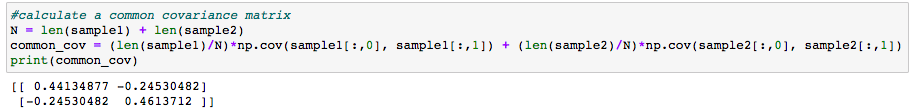 #calculate a common covariance matrix
N = len(sample1) + len(sample2)
common_cov = (len(sample1)/N)*np.cov(sample1[:,0], sample1[:,1]) + (len(sample2)/N)*np.cov(sample2[:,0], sample2[:,1])
print(common_cov)
[[ 0.44134877 -0.24530482]
 [-0.24530482  0.4613712 ]]